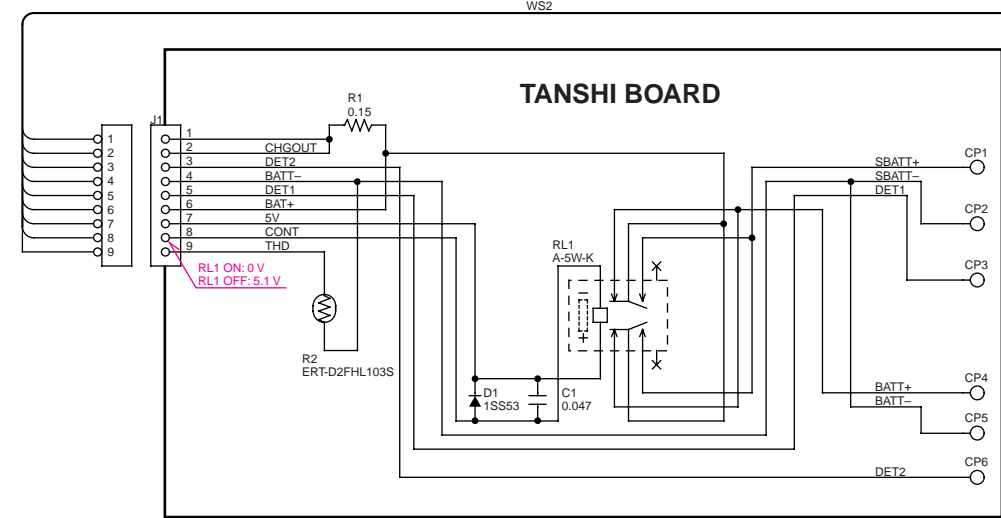 WS2
TANSHI BOARD
R1
0.15
J1
1
2
3
4
5
6
7
8
9
1
2 CHGOUT
3 DET2
4 BATT–
5 DET1
6 BAT+
7 5V
8 CONT
9 THD
RL1 ON: 0 V
RL1 OFF: 5.1 V
R2
ERT-D2FHL103S
RL1
A-5W-K
–
+
D1
1SS53
C1
0.047
SBATT+
SBATT–
DET1
CP1
CP2
CP3
BATT+
BATT–
CP4
CP5
DET2
CP6